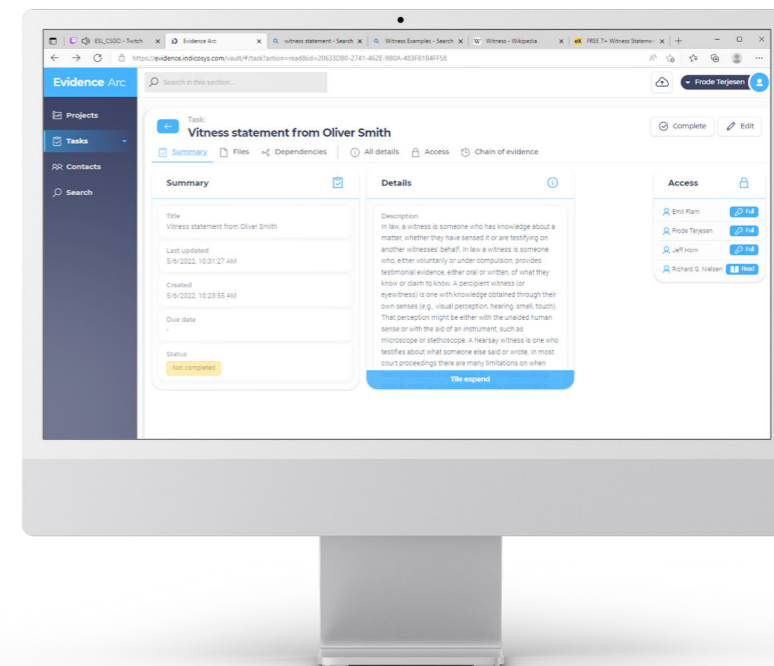 ESL_CSGO - Twitch
Evidence Arc
witness statement - Search
Witness Examples - Search
Witness - Wikipedia
FREE 7+ Witness Stateme
https://evidence.indicosys.com/vault/#/task?action=read&id=20633D80-2741-462E-9B0A-483F81B4FF5B
Evidence Arc
Search in this section...
Frode Terjesen
Projects
Tasks
Contacts
Search
Task:
Vitness statement from Oliver Smith
Complete
Edit
Summary
Files
Dependencies
All details
Access
Chain of evidence
Summary
Title
Vitness statement from Oliver Smith
Last updated
5/6/2022, 10:31:27 AM
Created
5/6/2022, 10:23:55 AM
Due date
-
Status
Not completed
Details
Description
In law, a witness is someone who has knowledge about a
matter, whether they have sensed it or are testifying on
another witnesses' behalf. In law a witness is someone
who, either voluntarily or under compulsion, provides
testimonial evidence, either oral or written, of what they
know or claim to know. A percipient witness (or
eyewitness) is one with knowledge obtained through their
own senses (e.g., visual perception, hearing, smell, touch).
That perception might be either with the unaided human
sense or with the aid of an instrument, such as
microscope or stethoscope. A hearsay witness is one who
testifies about what someone else said or wrote. In most
court proceedings there are many limitations on when
Tile expand
Access
Emil Flam
Full
Frode Terjesen
Full
Jeff Horn
Full
Richard G. Nielsen
Read